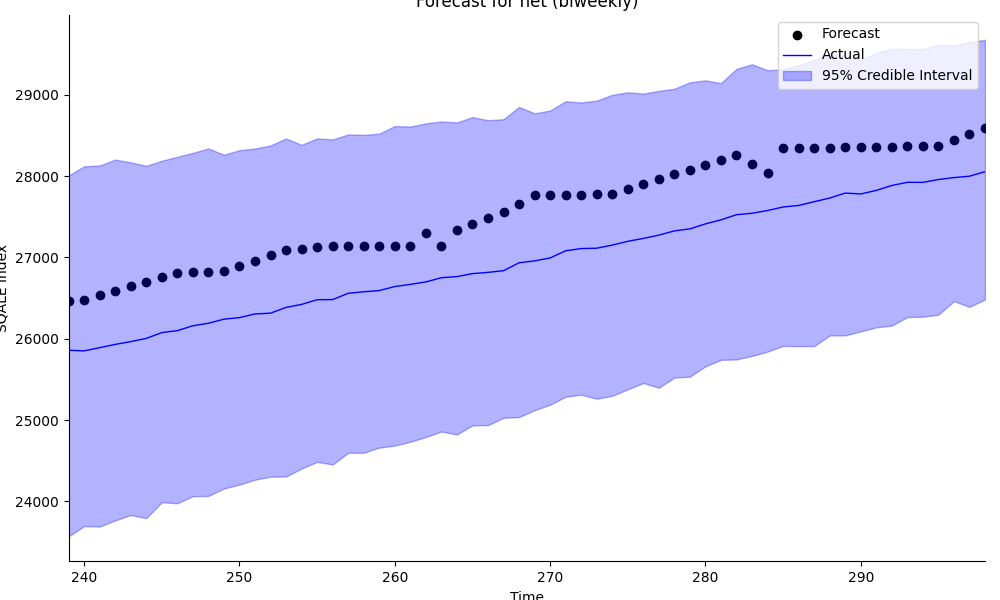 Forecast for net (biweekly)
Forecast
Actual
95% Credible Interval
29000
28000
27000
26000
25000
24000
SQALE Index
240
250
260
270
280
290
Time